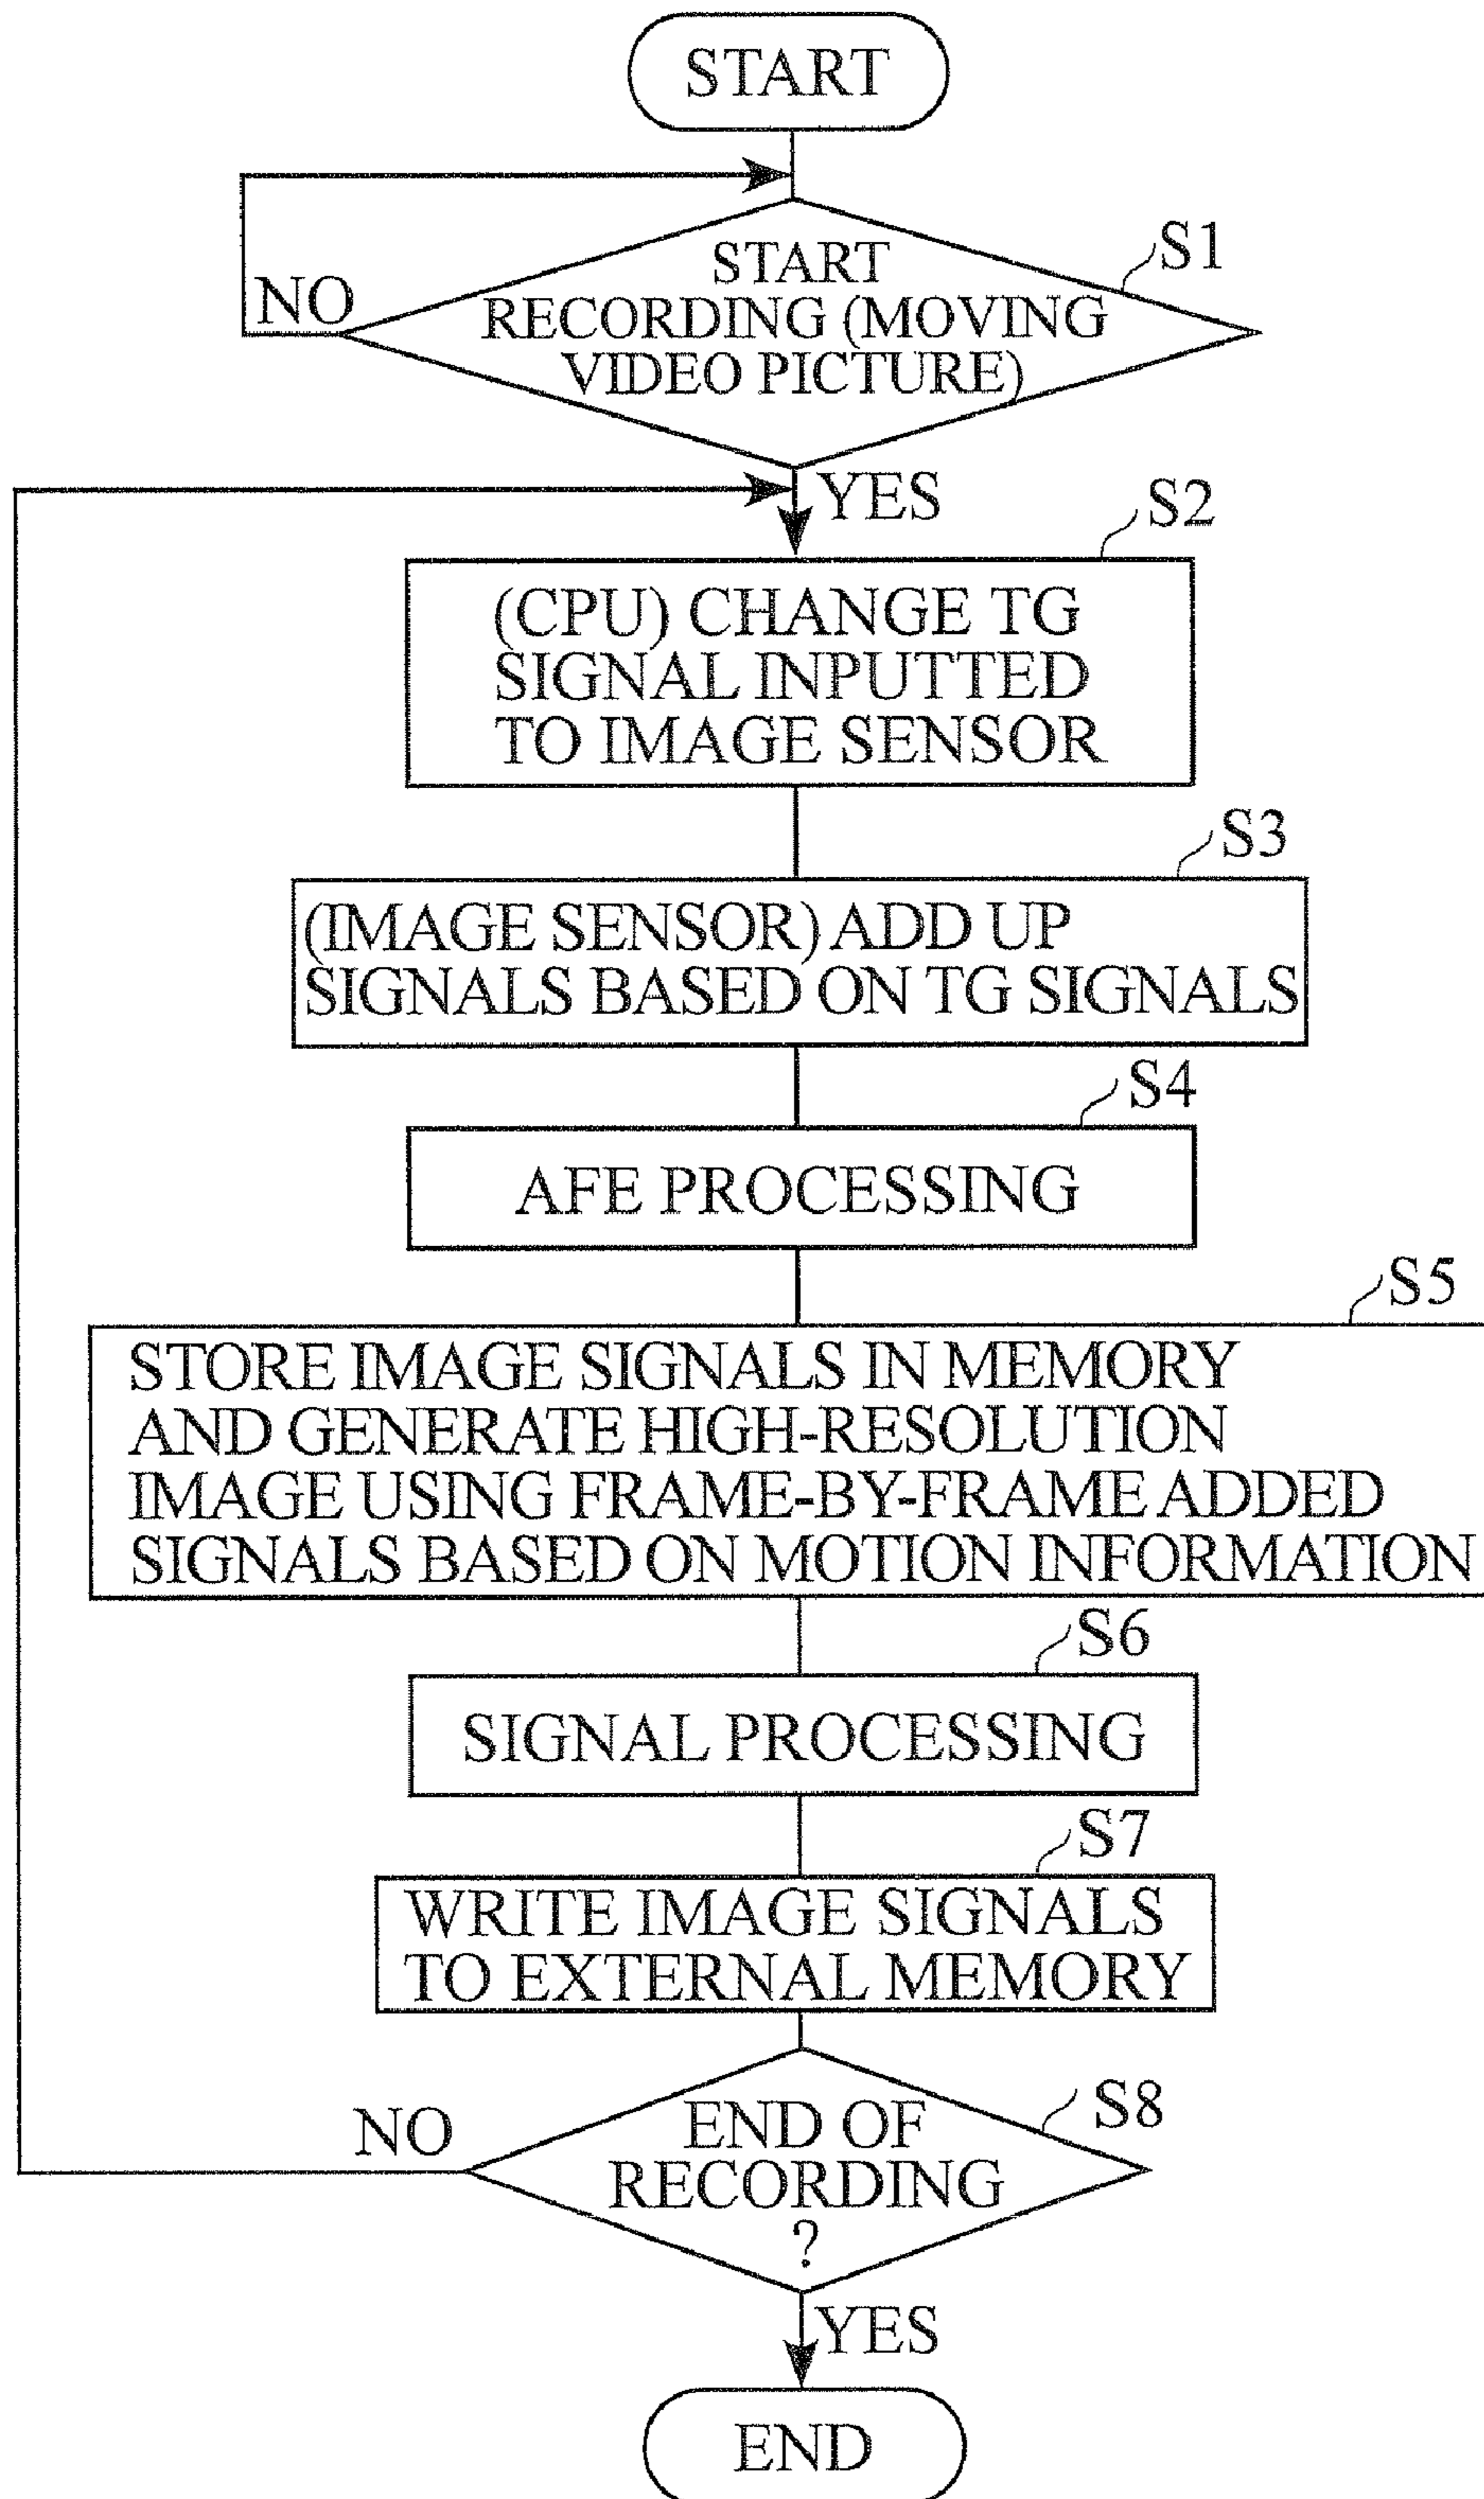 START
S1
START
RECORDING (MOVING
VIDEO PICTURE)
NO
YES
S2
(CPU) CHANGE TG
SIGNAL INPUTTED
TO IMAGE SENSOR
S3
(IMAGE SENSOR) ADD UP
SIGNALS BASED ON TG SIGNALS
S4
AFE PROCESSING
S5
STORE IMAGE SIGNALS IN MEMORY
AND GENERATE HIGH-RESOLUTION
IMAGE USING FRAME-BY-FRAME ADDED
SIGNALS BASED ON MOTION INFORMATION
S6
SIGNAL PROCESSING
S7
WRITE IMAGE SIGNALS
TO EXTERNAL MEMORY
S8
NO
END OF
RECORDING
?
YES
END